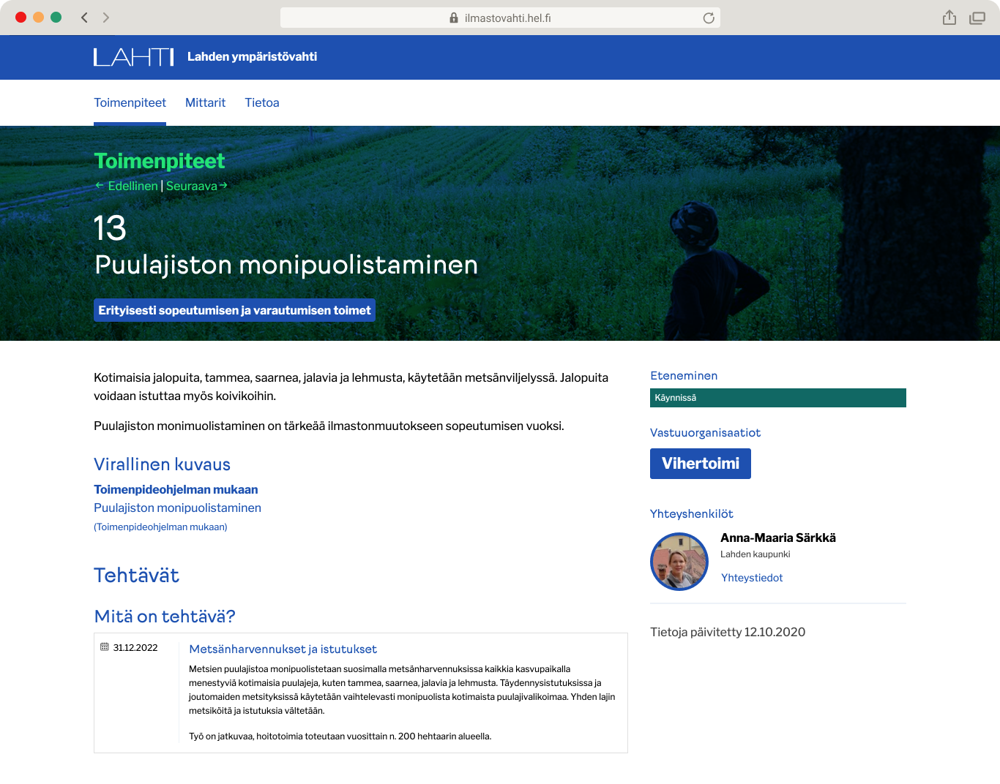 ilmastovahti.hel.fi
LAHTI Lahden ympäristövahti
Toimenpiteet Mittarit Tietoa
Toimenpiteet
← Edellinen | Seuraava →
13
Puulajiston monipuolistaminen
Erityisesti sopeutumisen ja varautumisen toimet
Kotimaisia jalopuita, tammea, saarnea, jalavia ja lehmusta, käytetään metsänviljelyssä. Jalopuita
voidaan istuttaa myös koivikoihin.
Puulajiston monimuolistaminen on tärkeää ilmastonmuutokseen sopeutumisen vuoksi.
Virallinen kuvaus
Toimenpideohjelman mukaan
Puulajiston monipuolistaminen
(Toimenpideohjelman mukaan)
Tehtävät
Mitä on tehtävä?
31.12.2022
Metsänharvennukset ja istutukset
Metsien puulajistoa monipuolistetaan suosimalla metsänharvennuksissa kaikkia kasvupaikalla
menestyviä kotimaisia puulajeja, kuten tammea, saarnea, jalavia ja lehmusta. Täydennysistutuksissa ja
joutomaiden metsityksissä käytetään vaihtelevasti monipuolista kotimaista puulajivalikoimaa. Yhden lajin
metsiköitä ja istutuksia vältetään.
Työ on jatkuvaa, hoitotoimia toteutaan vuosittain n. 200 hehtaarin alueella.
Eteneminen
Käynnissä
Vastuuorganisaatiot
Vihertoimi
Yhteyshenkilöt
Anna-Maaria Särkkä
Lahden kaupunki
Yhteystiedot
Tietoja päivitetty 12.10.2020